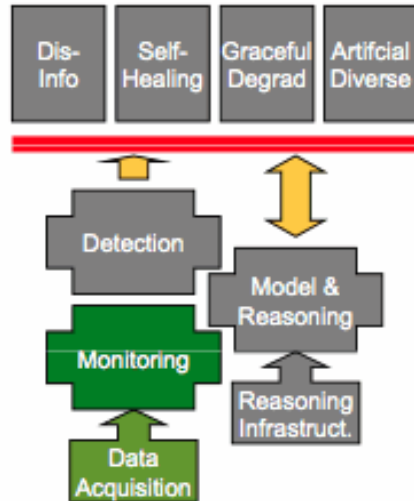 Dis-
Info
Self-
Healing
Graceful
Degrad
Artifcial
Diverse
Detection
Model &
Reasoning
Monitoring
Reasoning
Infrastruct.
Data
Acquisition